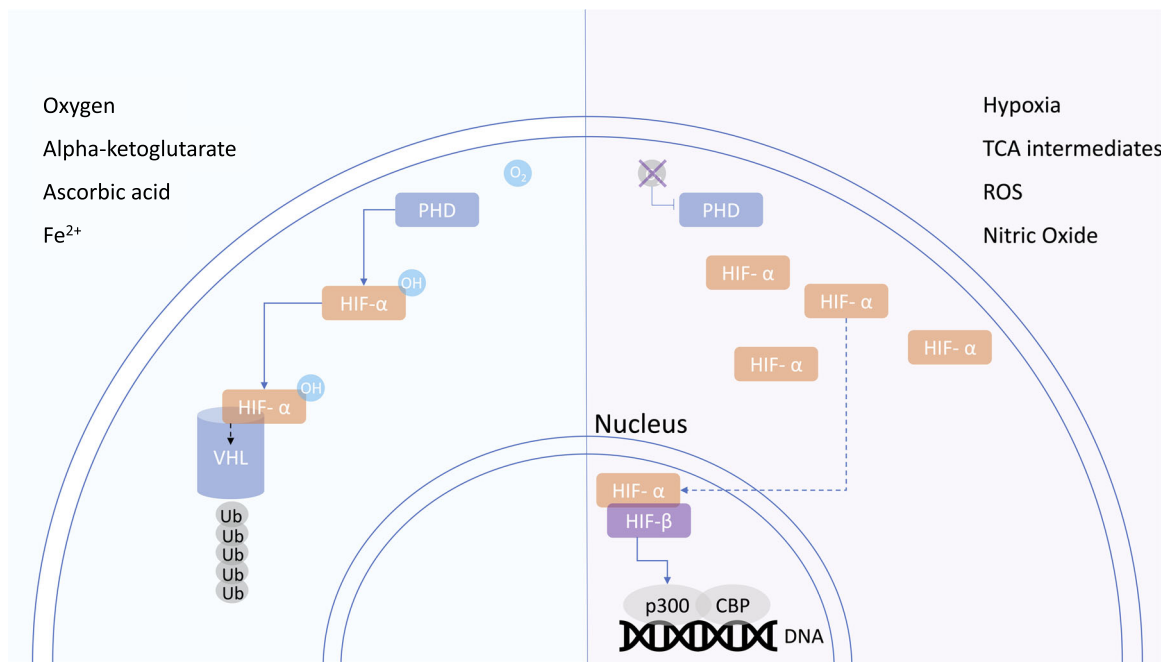 Oxygen
Alpha-ketoglutarate
Ascorbic acid
Fe²⁺
O₂
PHD
OH
HIF-α
OH
HIF- α
VHL
Ub
Ub
Ub
Ub
Ub
Hypoxia
TCA intermediates
ROS
Nitric Oxide
PHD
HIF- α
HIF- α
HIF- α
HIF- α
Nucleus
HIF- α
HIF-β
p300 CBP
DNA